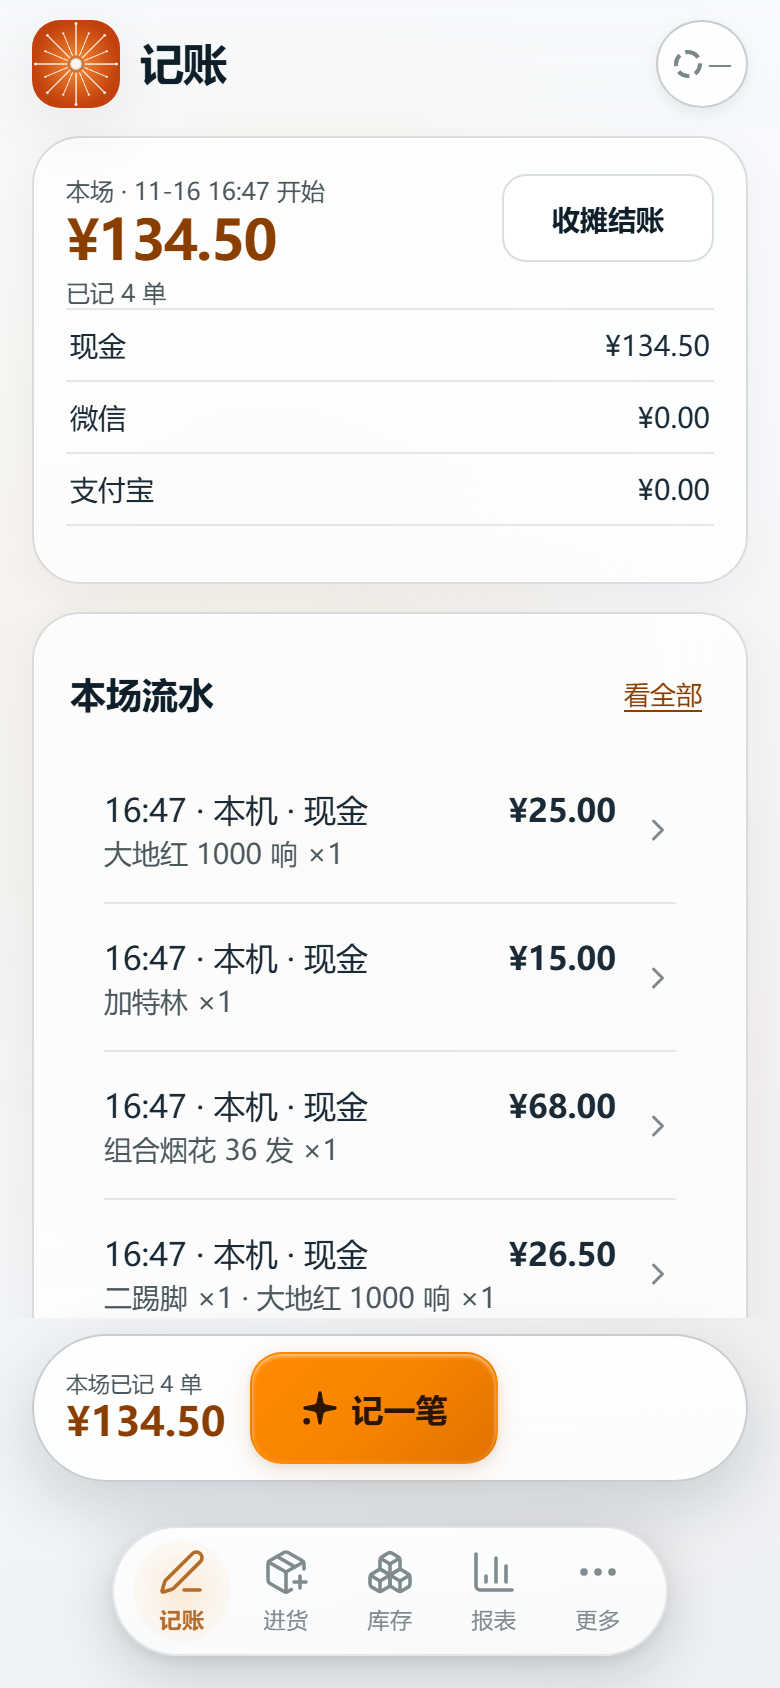 记账
本场 · 11-16 16:47 开始
¥134.50
已记 4 单
收摊结账
现金 ¥134.50
微信 ¥0.00
支付宝 ¥0.00
本场流水 看全部
16:47 · 本机 · 现金 ¥25.00
大地红 1000 响 ×1
16:47 · 本机 · 现金 ¥15.00
加特林 ×1
16:47 · 本机 · 现金 ¥68.00
组合烟花 36 发 ×1
16:47 · 本机 · 现金 ¥26.50
二踢脚 ×1 · 大地红 1000 响 ×1
本场已记 4 单
¥134.50
记一笔
记账 进货 库存 报表 更多